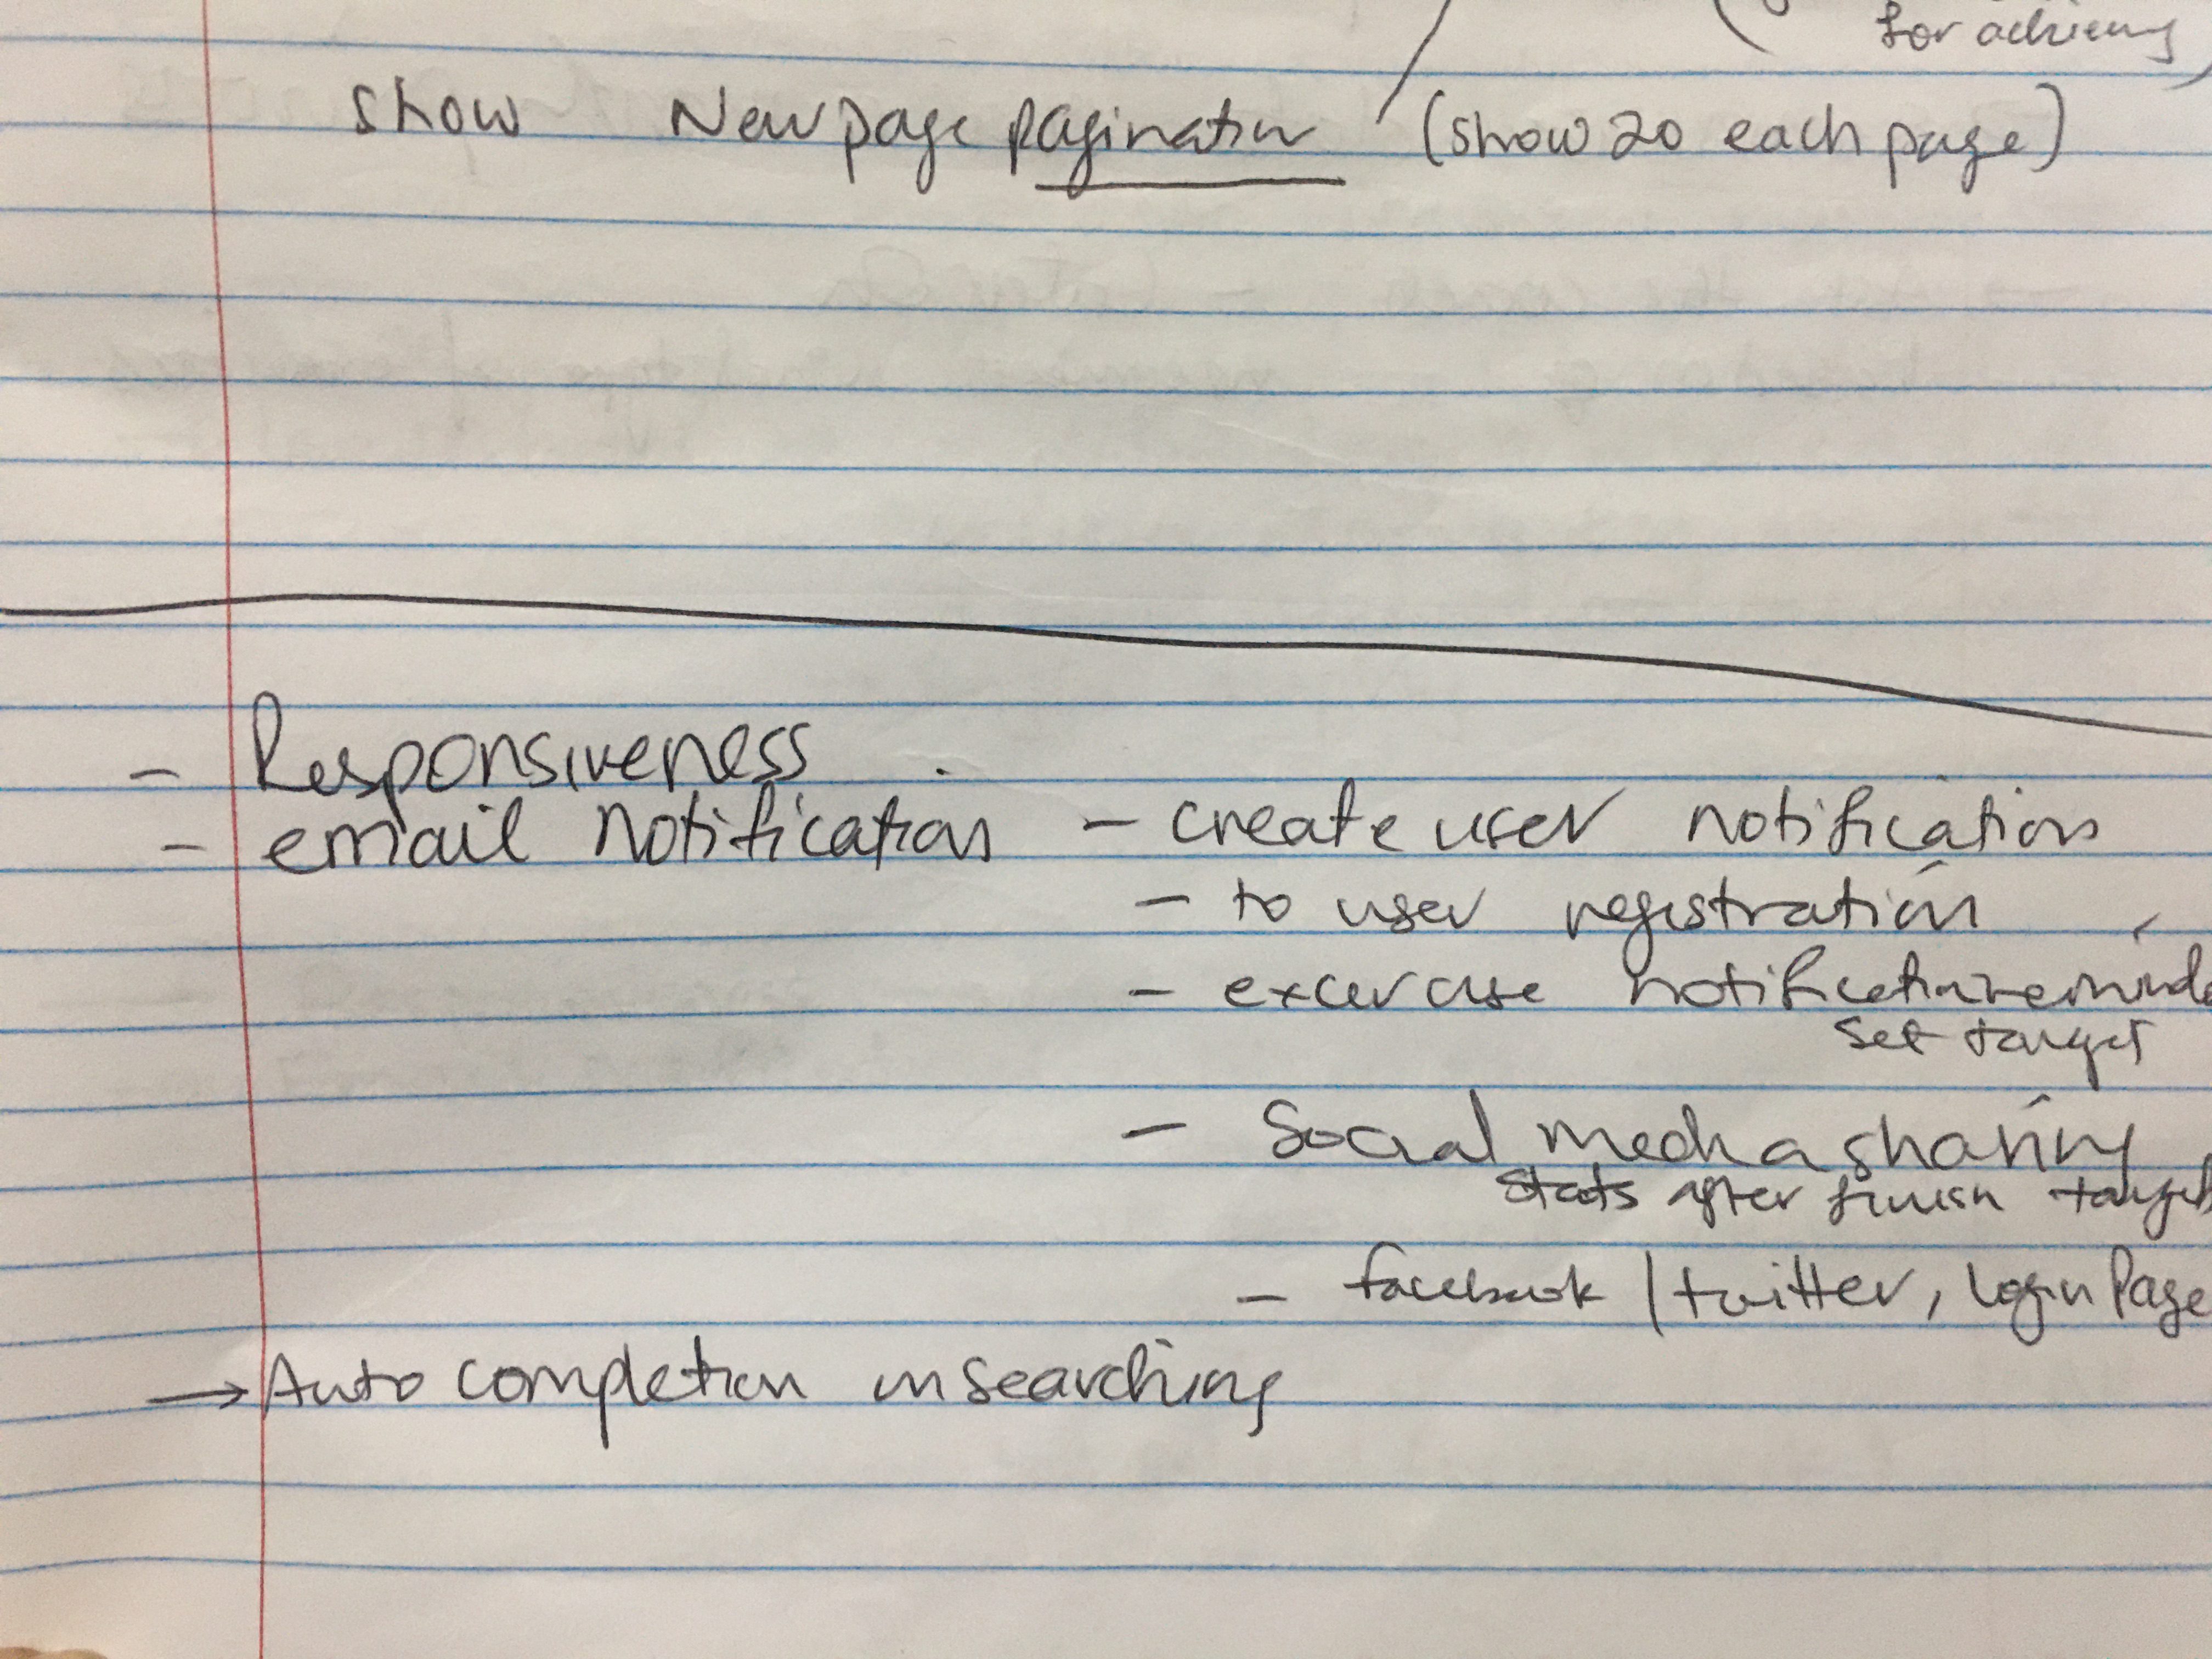 for achieving
show New page pagination (show 20 each page)
- Responsiveness
- email notification - create user notification
- to user registration
- excercise notification reminde
set target
- Social media sharing
stats after finish target
- facebook / twitter, login Page
→ Auto completion in searching